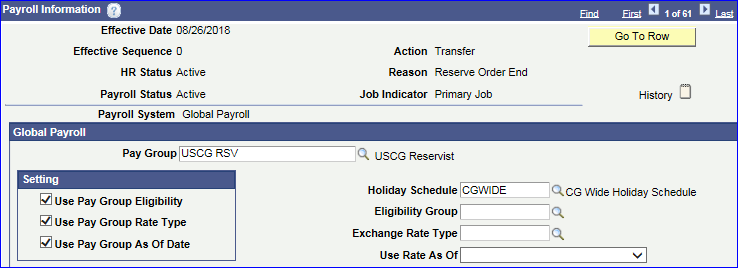 Payroll Information ? Find First 1 of 61 Last
Effective Date 08/26/2018 Go To Row
Effective Sequence 0 Action Transfer
HR Status Active Reason Reserve Order End
Payroll Status Active Job Indicator Primary Job History
Payroll System Global Payroll
Global Payroll
Pay Group USCG RSV USCG Reservist
Setting
Holiday Schedule CGWIDE CG Wide Holiday Schedule
Use Pay Group Eligibility
Eligibility Group
Use Pay Group Rate Type
Exchange Rate Type
Use Pay Group As Of Date
Use Rate As Of